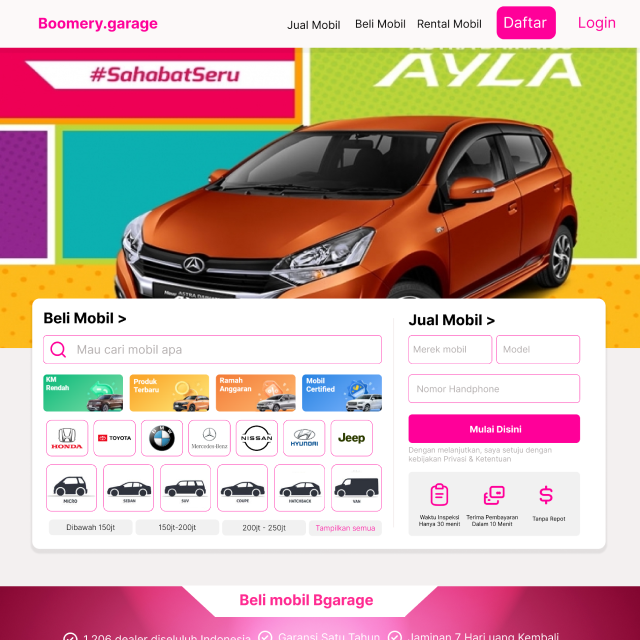 Boomery.garage
Jual Mobil
Beli Mobil
Rental Mobil
Daftar
Login
#SahabatSeru
AYLA
Beli Mobil >
Mau cari mobil apa
KM
Rendah
Produk
Terbaru
Ramah
Anggaran
Mobil
Certified
HONDA
TOYOTA
BMW
Mercedes-Benz
NISSAN
HYUNDAI
Jeep
MICRO
SEDAN
SUV
COUPE
HATCHBACK
VAN
Dibawah 150jt
150jt-200jt
200jt - 250jt
Tampilkan semua
Jual Mobil >
Merek mobil
Model
Nomor Handphone
Mulai Disini
Dengan melanjutkan, saya setuju dengan
kebijakan Privasi & Ketentuan
Waktu Inspeksi
Hanya 30 menit
Terima Pembayaran
Dalam 10 Menit
Tanpa Repot
Beli mobil Bgarage
1.206 dealer diseluluh Indonesia
Garansi Satu Tahun
Jaminan 7 Hari uang Kembali